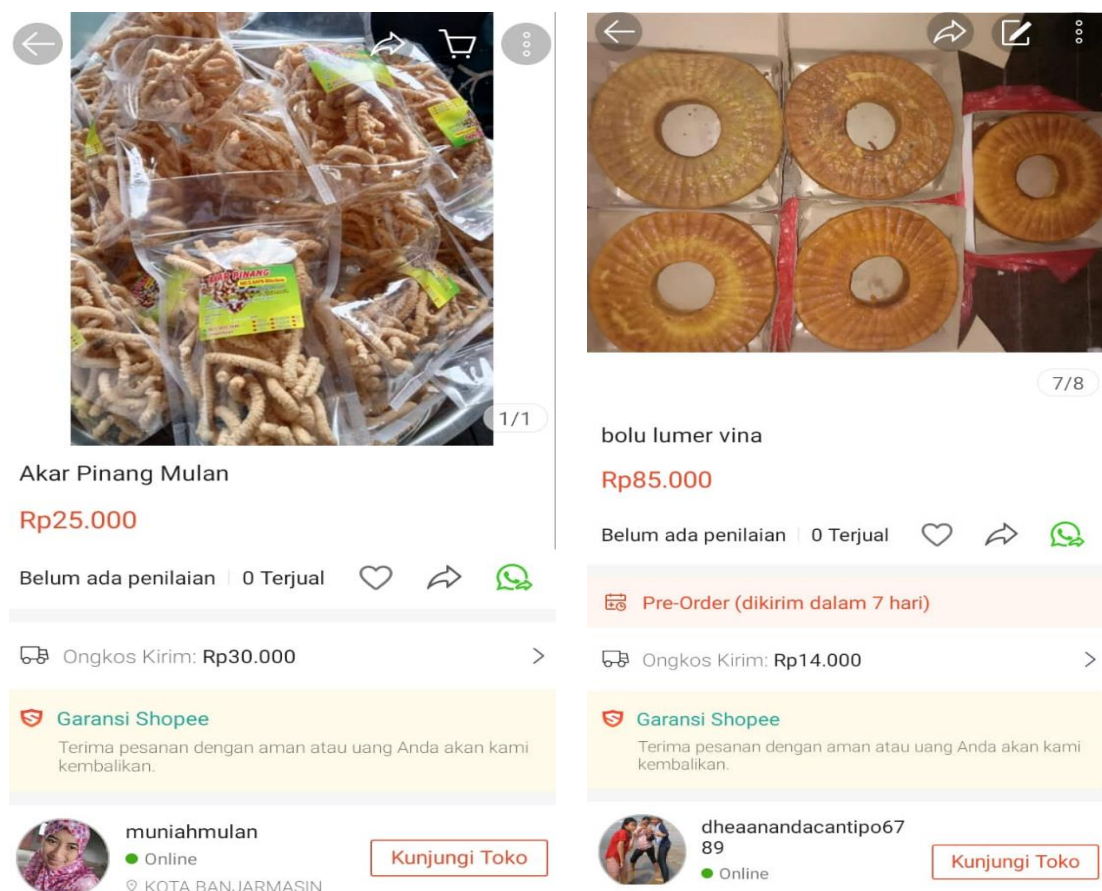 AKAR PINANG
1/1
Akar Pinang Mulan
Rp25.000
Belum ada penilaian
0 Terjual
Ongkos Kirim: Rp30.000
Garansi Shopee
Terima pesanan dengan aman atau uang Anda akan kami
kembalikan.
muniahmulan
Online
KOTA BANJARMASIN
Kunjungi Toko
7/8
bolu lumer vina
Rp85.000
Belum ada penilaian
0 Terjual
Pre-Order (dikirim dalam 7 hari)
Ongkos Kirim: Rp14.000
Garansi Shopee
Terima pesanan dengan aman atau uang Anda akan kami
kembalikan.
dheaanandacantipo67
89
Online
Kunjungi Toko